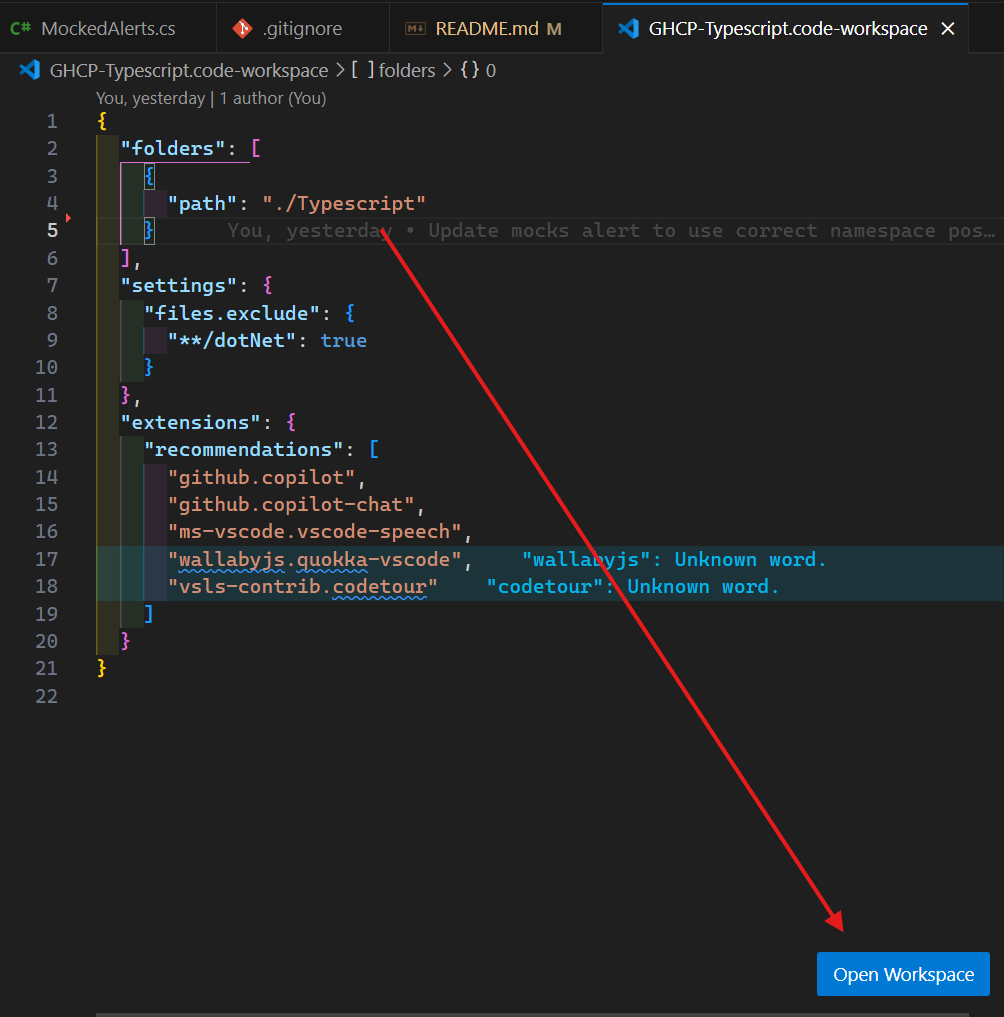 C# MockedAlerts.cs .gitignore README.md M GHCP-Typescript.code-workspace
GHCP-Typescript.code-workspace > [ ] folders > {} 0
You, yesterday | 1 author (You)
1 {
2 "folders": [
3 {
4 "path": "./Typescript"
5 } You, yesterday • Update mocks alert to use correct namespace pos…
6 ],
7 "settings": {
8 "files.exclude": {
9 "**/dotNet": true
10 }
11 },
12 "extensions": {
13 "recommendations": [
14 "github.copilot",
15 "github.copilot-chat",
16 "ms-vscode.vscode-speech",
17 "wallabyjs.quokka-vscode", "wallabyjs": Unknown word.
18 "vsls-contrib.codetour" "codetour": Unknown word.
19 ]
20 }
21 }
22
Open Workspace